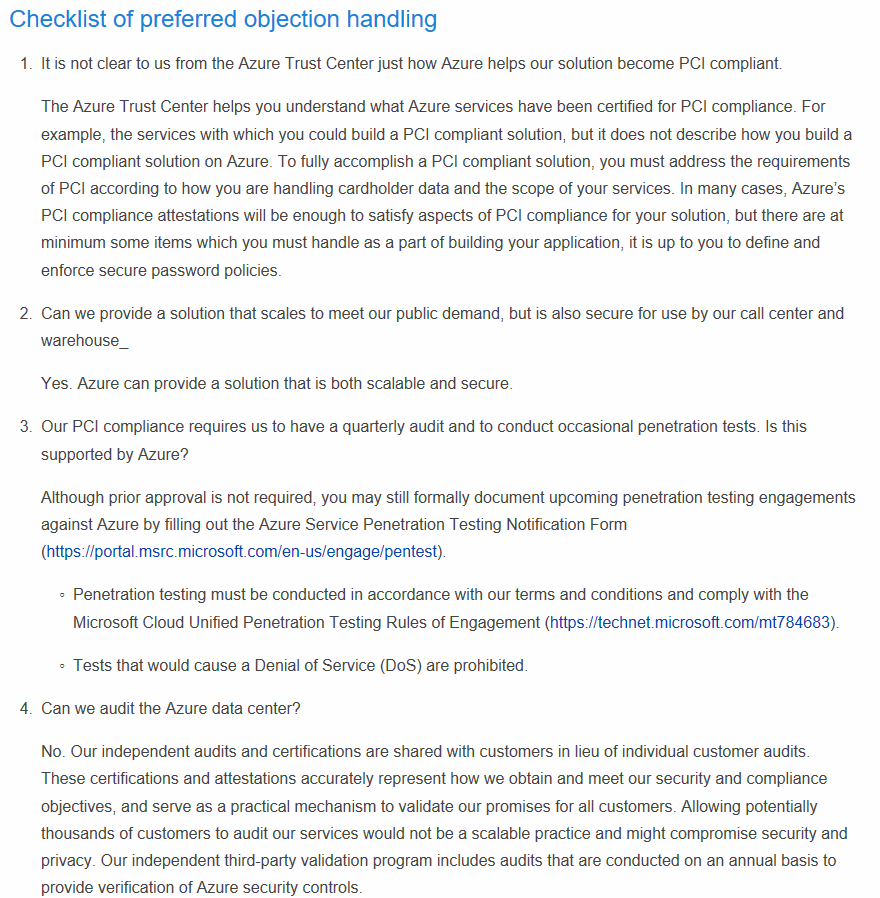 Checklist of preferred objection handling
1. It is not clear to us from the Azure Trust Center just how Azure helps our solution become PCI compliant.
The Azure Trust Center helps you understand what Azure services have been certified for PCI compliance. For
example, the services with which you could build a PCI compliant solution, but it does not describe how you build a
PCI compliant solution on Azure. To fully accomplish a PCI compliant solution, you must address the requirements
of PCI according to how you are handling cardholder data and the scope of your services. In many cases, Azure's
PCI compliance attestations will be enough to satisfy aspects of PCI compliance for your solution, but there are at
minimum some items which you must handle as a part of building your application, it is up to you to define and
enforce secure password policies.
2. Can we provide a solution that scales to meet our public demand, but is also secure for use by our call center and
warehouse_
Yes. Azure can provide a solution that is both scalable and secure.
3. Our PCI compliance requires us to have a quarterly audit and to conduct occasional penetration tests. Is this
supported by Azure?
Although prior approval is not required, you may still formally document upcoming penetration testing engagements
against Azure by filling out the Azure Service Penetration Testing Notification Form
(https://portal.msrc.microsoft.com/en-us/engage/pentest).
◦ Penetration testing must be conducted in accordance with our terms and conditions and comply with the
Microsoft Cloud Unified Penetration Testing Rules of Engagement (https://technet.microsoft.com/mt784683).
◦ Tests that would cause a Denial of Service (DoS) are prohibited.
4. Can we audit the Azure data center?
No. Our independent audits and certifications are shared with customers in lieu of individual customer audits.
These certifications and attestations accurately represent how we obtain and meet our security and compliance
objectives, and serve as a practical mechanism to validate our promises for all customers. Allowing potentially
thousands of customers to audit our services would not be a scalable practice and might compromise security and
privacy. Our independent third-party validation program includes audits that are conducted on an annual basis to
provide verification of Azure security controls.